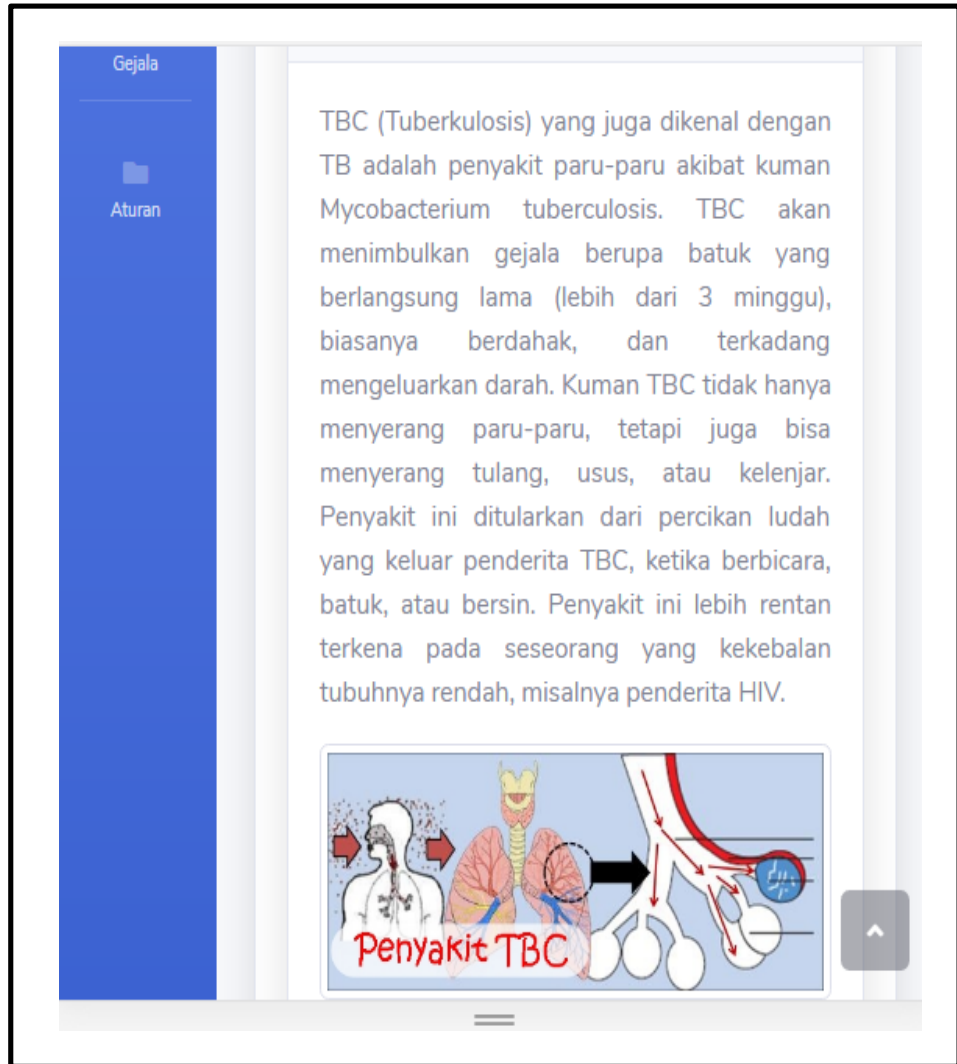 Gejala
Aturan
TBC (Tuberkulosis) yang juga dikenal dengan
TB adalah penyakit paru-paru akibat kuman
Mycobacterium tuberculosis. TBC akan
menimbulkan gejala berupa batuk yang
berlangsung lama (lebih dari 3 minggu),
biasanya berdahak, dan terkadang
mengeluarkan darah. Kuman TBC tidak hanya
menyerang paru-paru, tetapi juga bisa
menyerang tulang, usus, atau kelenjar.
Penyakit ini ditularkan dari percikan ludah
yang keluar penderita TBC, ketika berbicara,
batuk, atau bersin. Penyakit ini lebih rentan
terkena pada seseorang yang kekebalan
tubuhnya rendah, misalnya penderita HIV.
Penyakit TBC